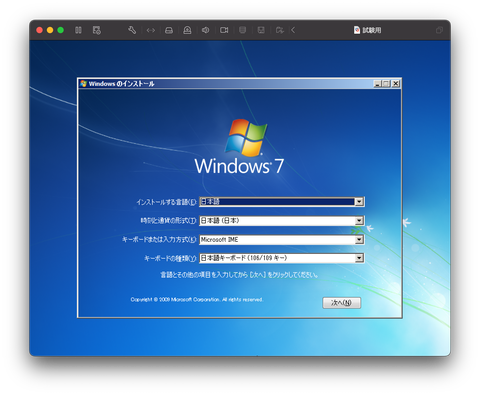 試験用
Windows のインストール
Windows 7
インストールする言語(E): 日本語
時刻と通貨の形式(T): 日本語 (日本)
キーボードまたは入力方式(K): Microsoft IME
キーボードの種類(Y): 日本語キーボード (106/109 キー)
言語とその他の項目を入力してから [次へ] をクリックしてください。
Copyright © 2009 Microsoft Corporation. All rights reserved.
次へ(N)